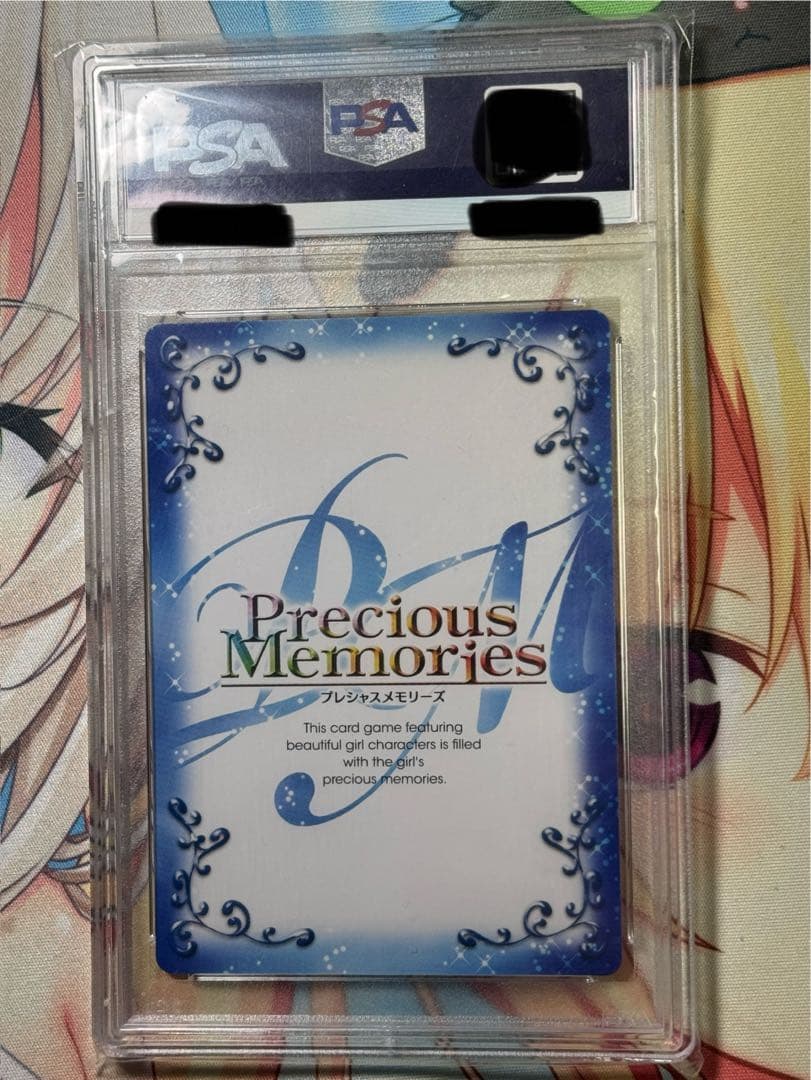 PSA
PSA
Precious
Memories
プレシャスメモリーズ
This card game featuring
beautiful girl characters is filled
with the girl's
precious memories.